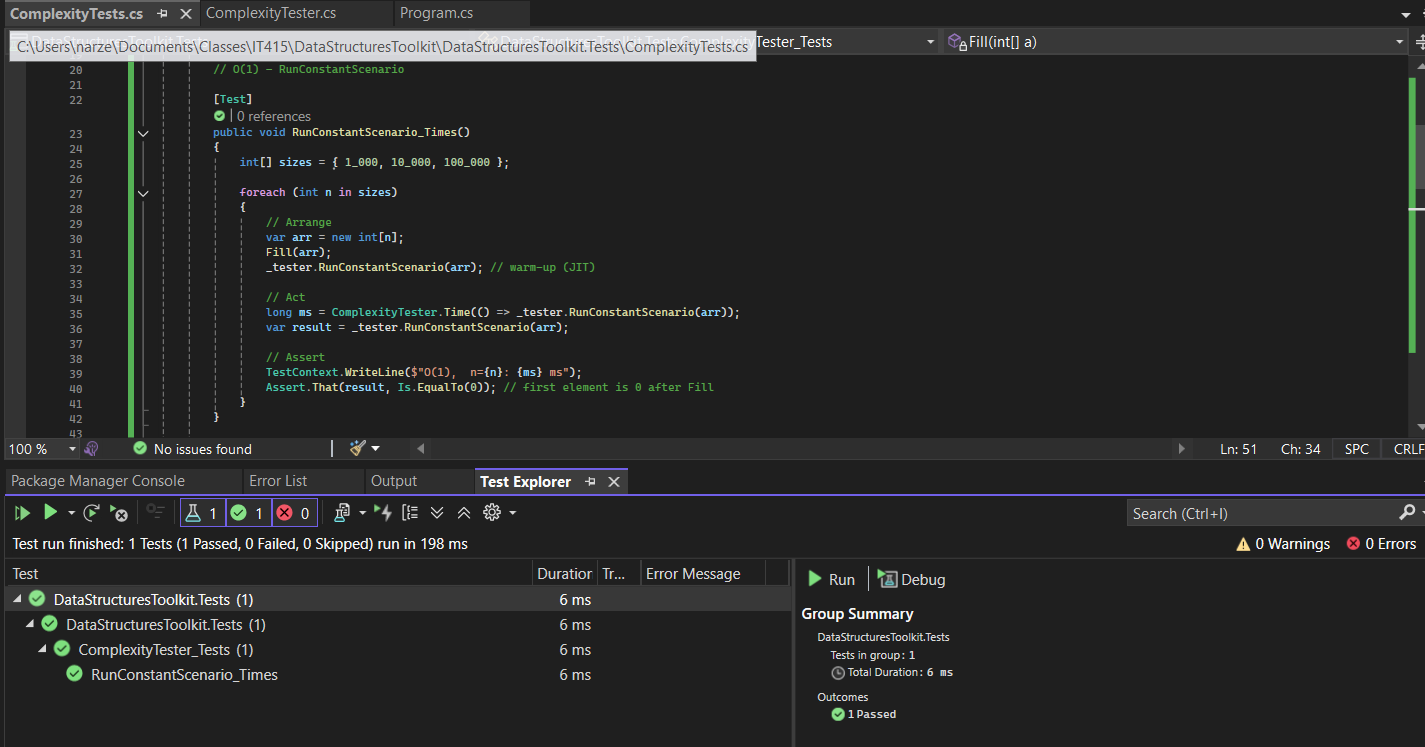 ComplexityTests.cs
ComplexityTester.cs
Program.cs
C:\Users\narze\Documents\Classes\IT415\DataStructuresToolkit\DataStructuresToolkit.Tests\ComplexityTests.cs
Tester_Tests
Fill(int[] a)
20 // O(1) - RunConstantScenario
21
22 [Test]
| 0 references
23 public void RunConstantScenario_Times()
24 {
25 int[] sizes = { 1_000, 10_000, 100_000 };
26
27 foreach (int n in sizes)
28 {
29 // Arrange
30 var arr = new int[n];
31 Fill(arr);
32 _tester.RunConstantScenario(arr); // warm-up (JIT)
33
34 // Act
35 long ms = ComplexityTester.Time(() => _tester.RunConstantScenario(arr));
36 var result = _tester.RunConstantScenario(arr);
37
38 // Assert
39 TestContext.WriteLine($"O(1),  n={n}: {ms} ms");
40 Assert.That(result, Is.EqualTo(0)); // first element is 0 after Fill
41 }
42 }
43
100 %
No issues found
Ln: 51
Ch: 34
SPC
CRLF
Package Manager Console
Error List
Output
Test Explorer
1
1
0
Search (Ctrl+I)
Test run finished: 1 Tests (1 Passed, 0 Failed, 0 Skipped) run in 198 ms
0 Warnings
0 Errors
Test Duration Tr... Error Message
DataStructuresToolkit.Tests (1) 6 ms
DataStructuresToolkit.Tests (1) 6 ms
ComplexityTester_Tests (1) 6 ms
RunConstantScenario_Times 6 ms
Run
Debug
Group Summary
DataStructuresToolkit.Tests
Tests in group: 1
Total Duration: 6 ms
Outcomes
1 Passed